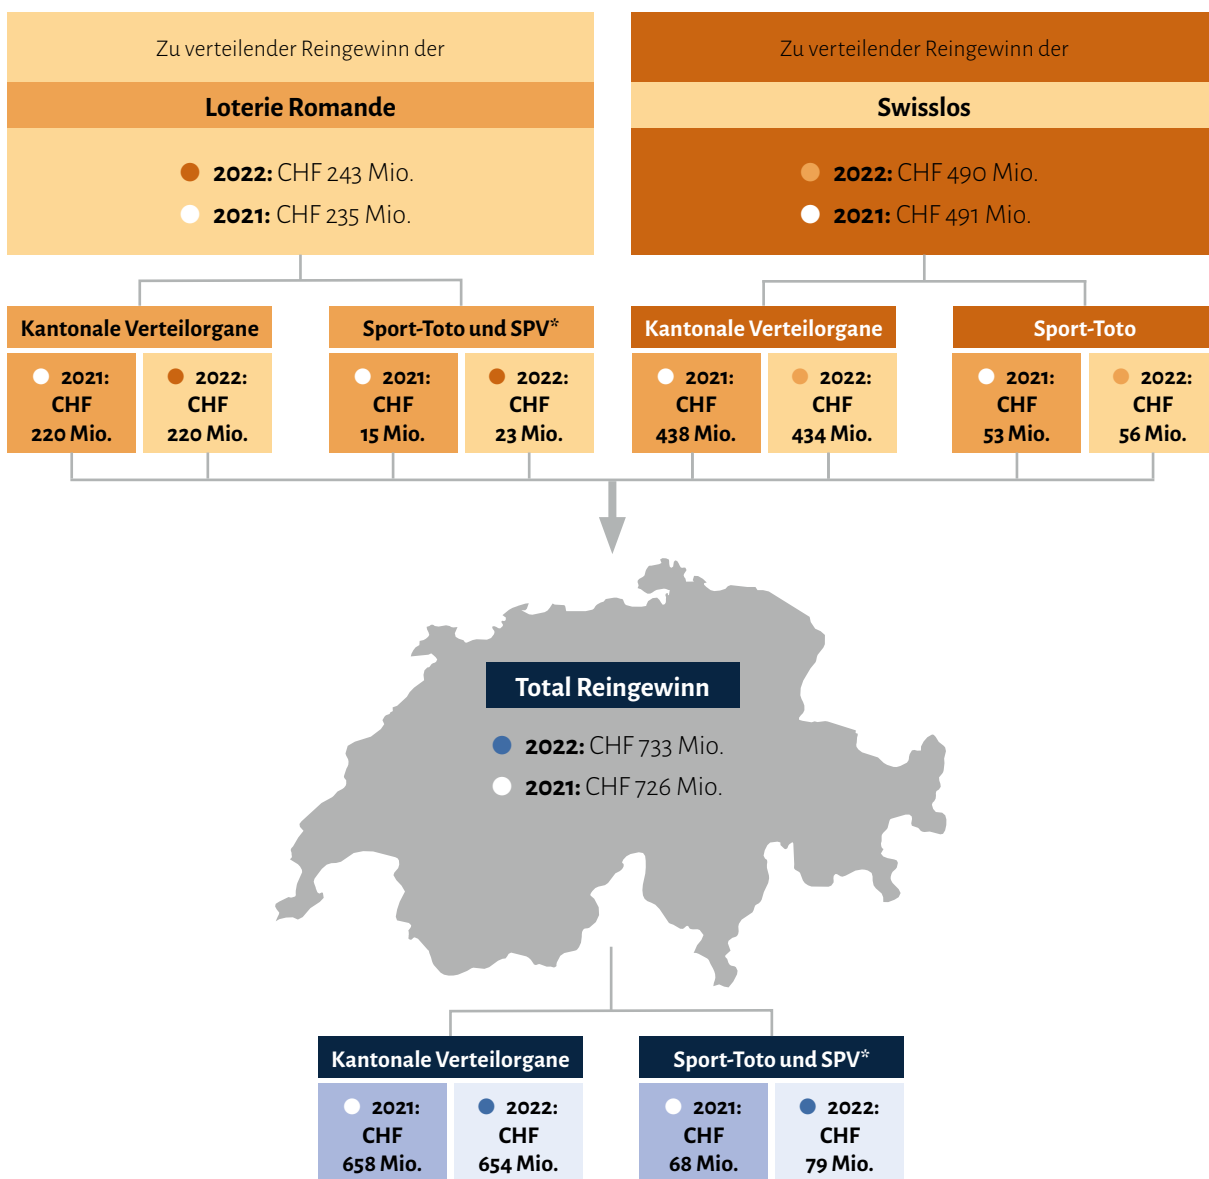 Zu verteilender Reingewinn der
Loterie Romande
2022: CHF 243 Mio.
2021: CHF 235 Mio.
Zu verteilender Reingewinn der
Swisslos
2022: CHF 490 Mio.
2021: CHF 491 Mio.
Kantonale Verteilorgane
2021:
CHF
220 Mio.
2022:
CHF
220 Mio.
Sport-Toto und SPV*
2021:
CHF
15 Mio.
2022:
CHF
23 Mio.
Kantonale Verteilorgane
2021:
CHF
438 Mio.
2022:
CHF
434 Mio.
Sport-Toto
2021:
CHF
53 Mio.
2022:
CHF
56 Mio.
Total Reingewinn
2022: CHF 733 Mio.
2021: CHF 726 Mio.
Kantonale Verteilorgane
2021:
CHF
658 Mio.
2022:
CHF
654 Mio.
Sport-Toto und SPV*
2021:
CHF
68 Mio.
2022:
CHF
79 Mio.